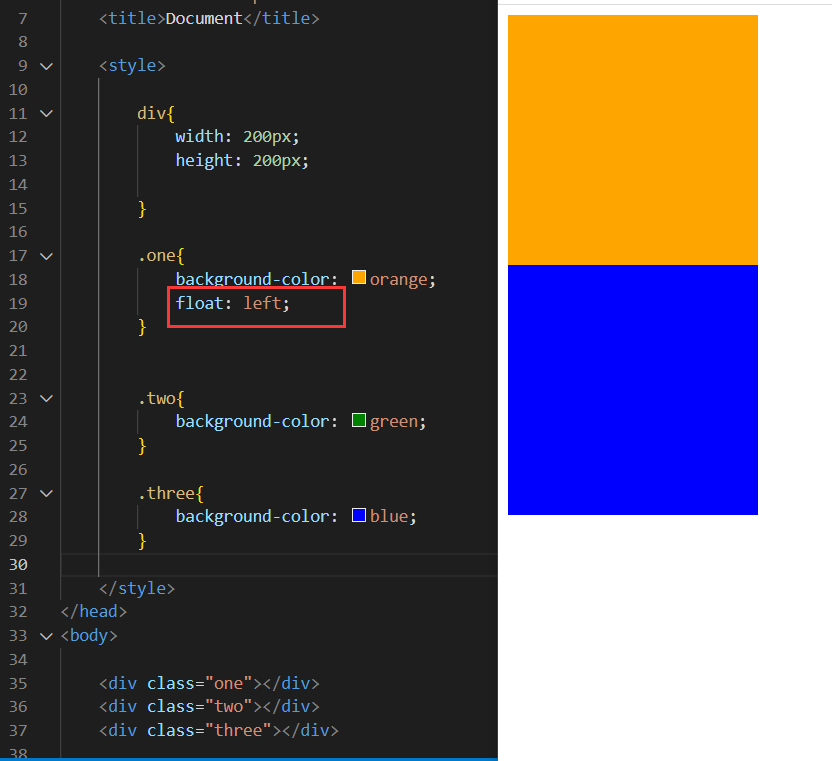 7 <title>Document</title>
8
9 <style>
10
11 div{
12 width: 200px;
13 height: 200px;
14
15 }
16
17 .one{
18 background-color: orange;
19 float: left;
20 }
21
22
23 .two{
24 background-color: green;
25 }
26
27 .three{
28 background-color: blue;
29 }
30
31 </style>
32 </head>
33 <body>
34
35 <div class="one"></div>
36 <div class="two"></div>
37 <div class="three"></div>
38